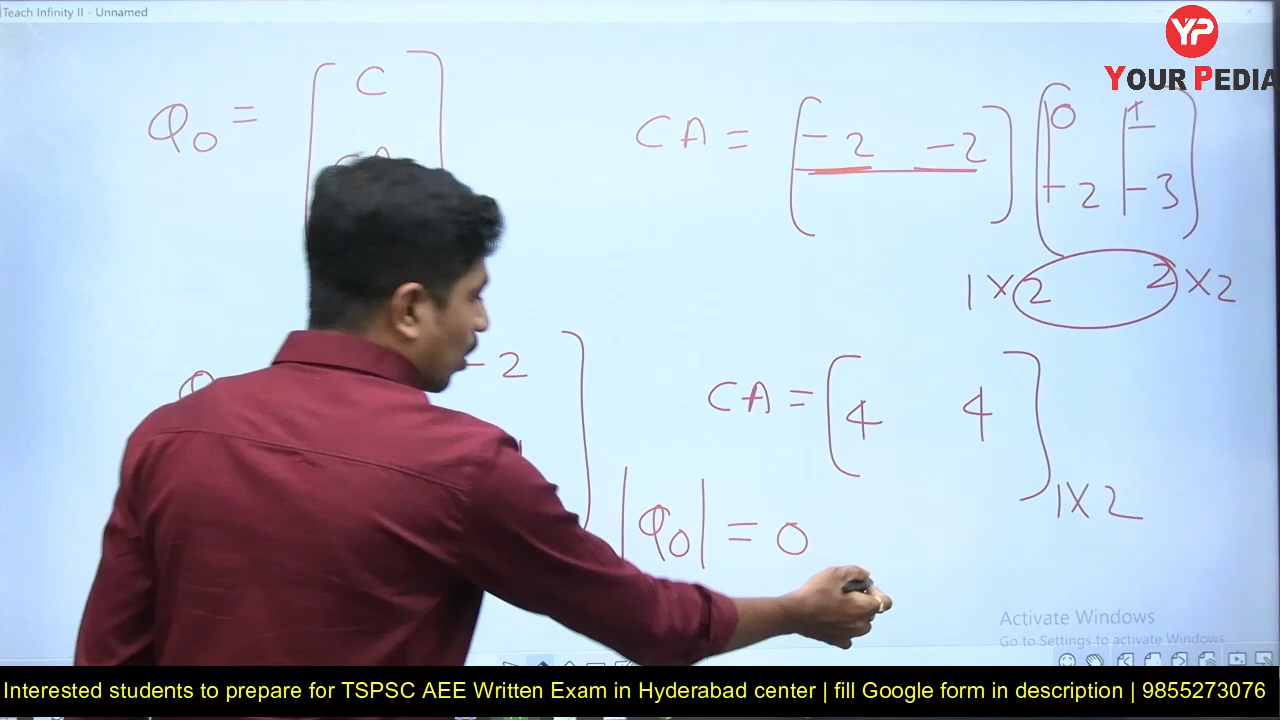 Teach Infinity II - Unnamed
YP
YOUR PEDIA
Q₀ = [ C
CA = [ -2 -2 ] [ 0 1
-2 -3 ]
1×2 2×2
- 2 ]
CA = [ 4 4 ] 1×2
|Q₀| = 0
Activate Windows
Go to Settings to activate Windows.
Interested students to prepare for TSPSC AEE Written Exam in Hyderabad center | fill Google form in description | 9855273076